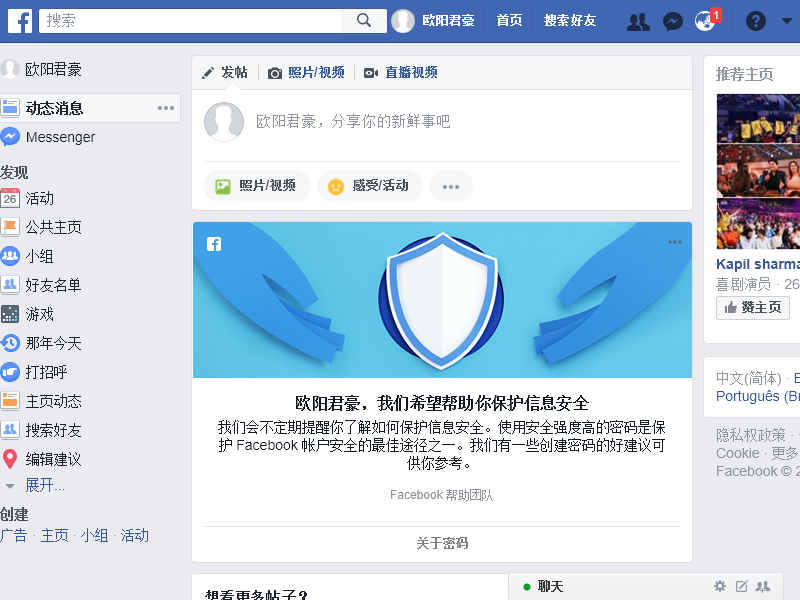 搜索
欧阳君豪 首页 搜索好友
1
欧阳君豪
动态消息
Messenger
发现
26 活动
公共主页
小组
好友名单
游戏
那年今天
打招呼
主页动态
搜索好友
编辑建议
展开...
创建
广告 · 主页 · 小组 · 活动
发帖 照片/视频 直播视频
欧阳君豪，分享你的新鲜事吧
照片/视频 感受/活动
欧阳君豪，我们希望帮助你保护信息安全
我们会不定期提醒你了解如何保护信息安全。使用安全强度高的密码是保
护 Facebook 帐户安全的最佳途径之一。我们有一些创建密码的好建议可
供你参考。
Facebook 帮助团队
关于密码
想看更多帖子？
推荐主页
Kapil sharma
喜剧演员 · 26
赞主页
中文(简体) · E
Português (Br
隐私权政策 ·
Cookie · 更多
Facebook © 2
聊天